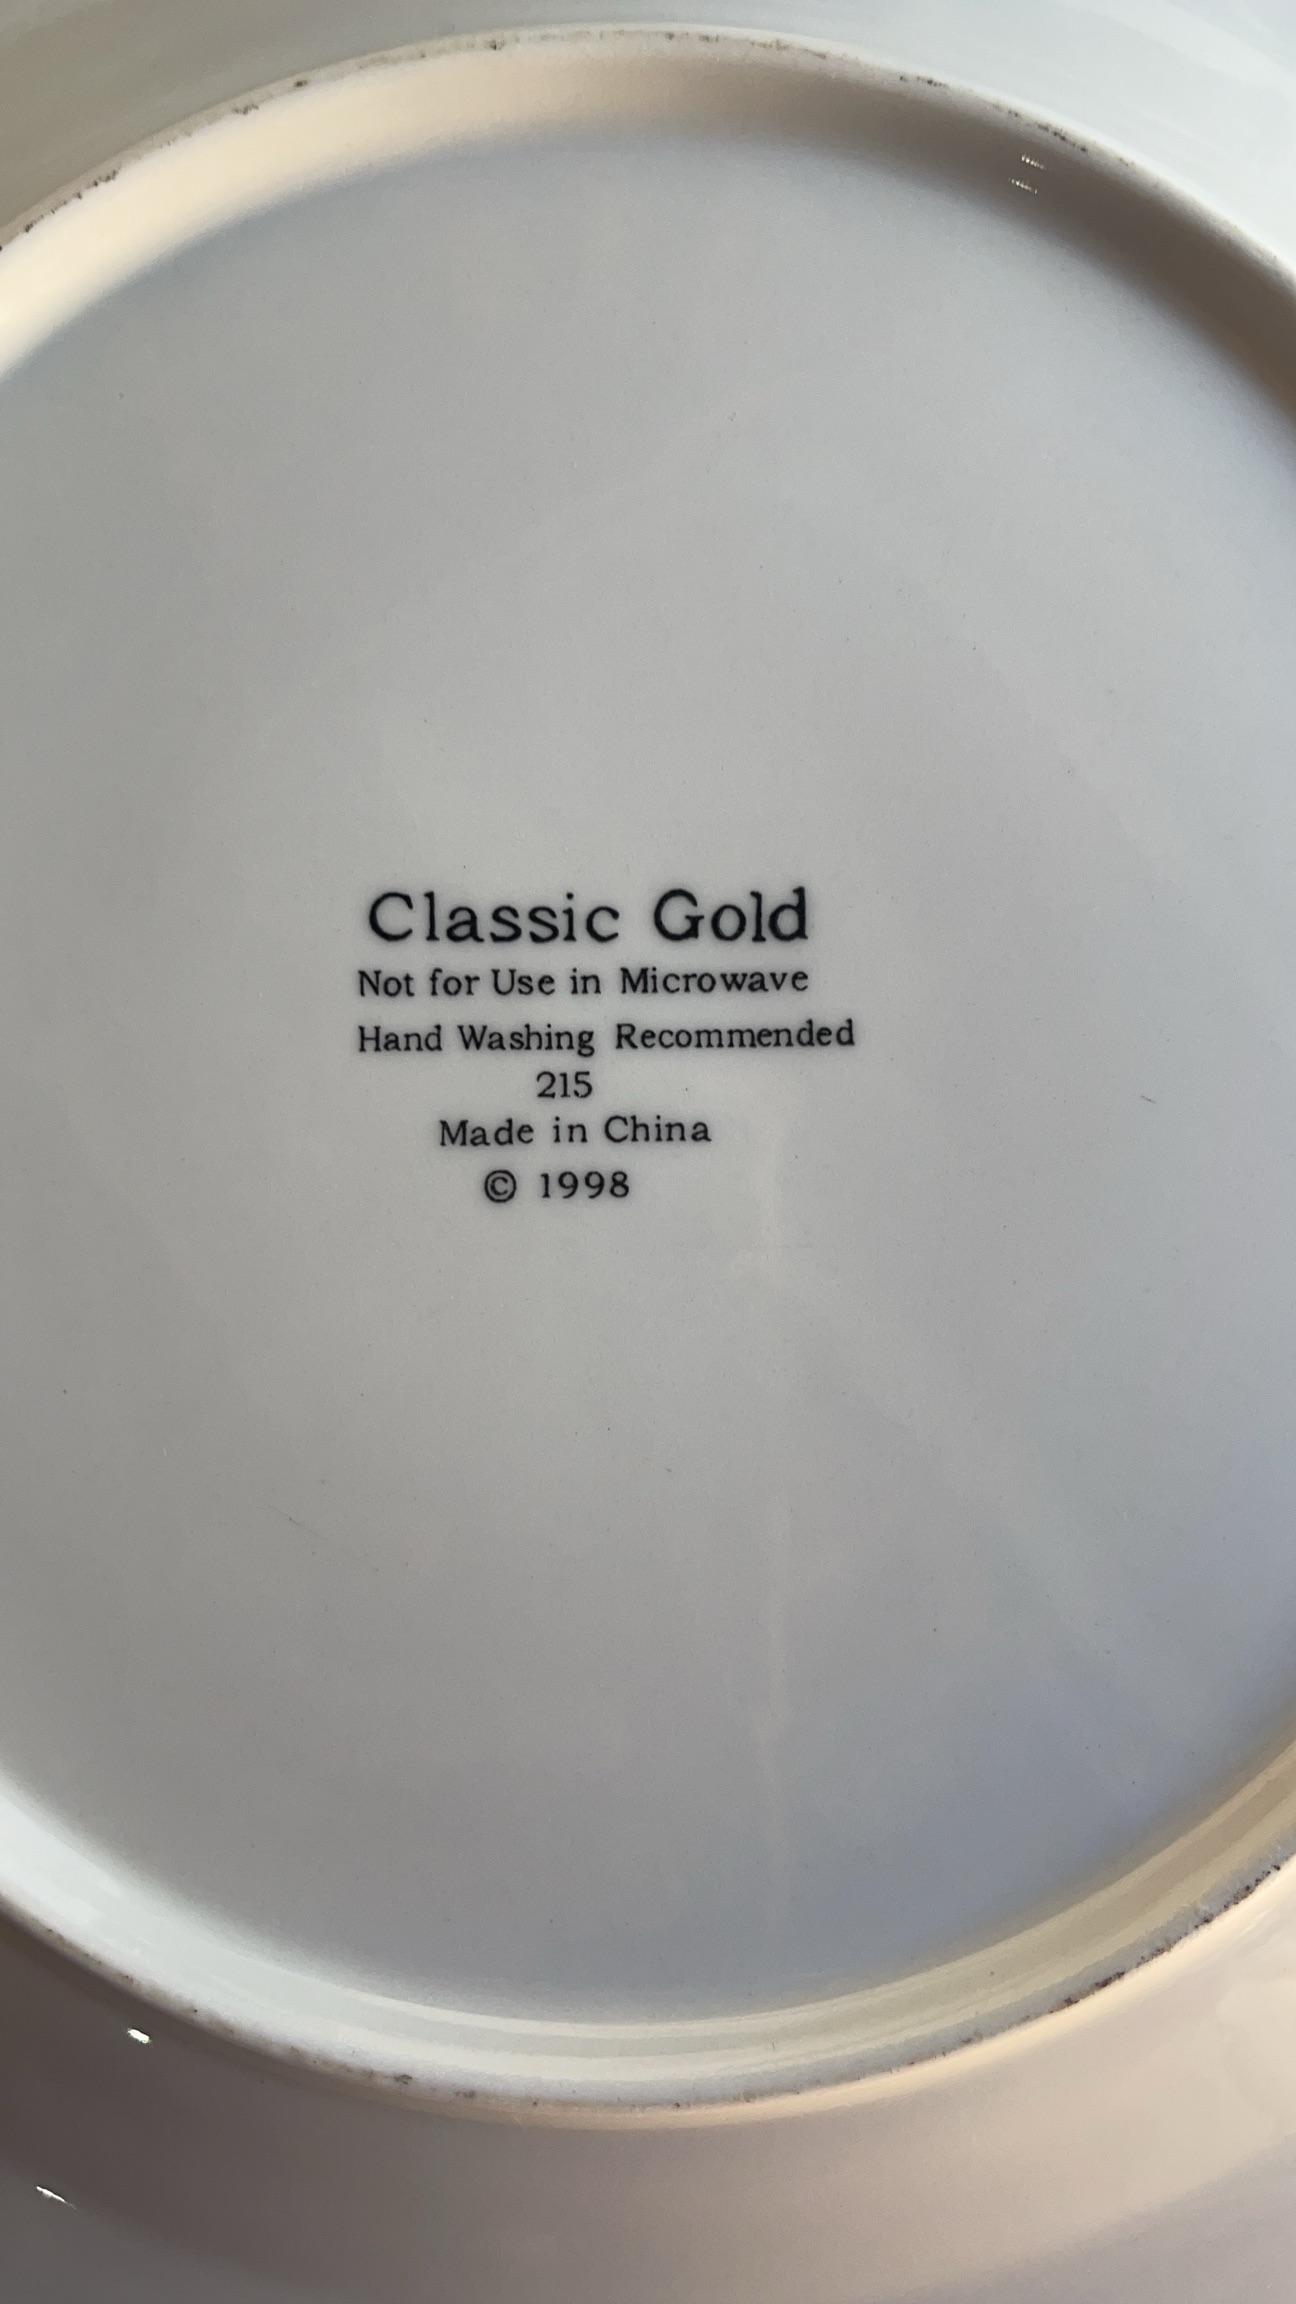 Classic Gold
Not for Use in Microwave
Hand Washing Recommended
215
Made in China
© 1998